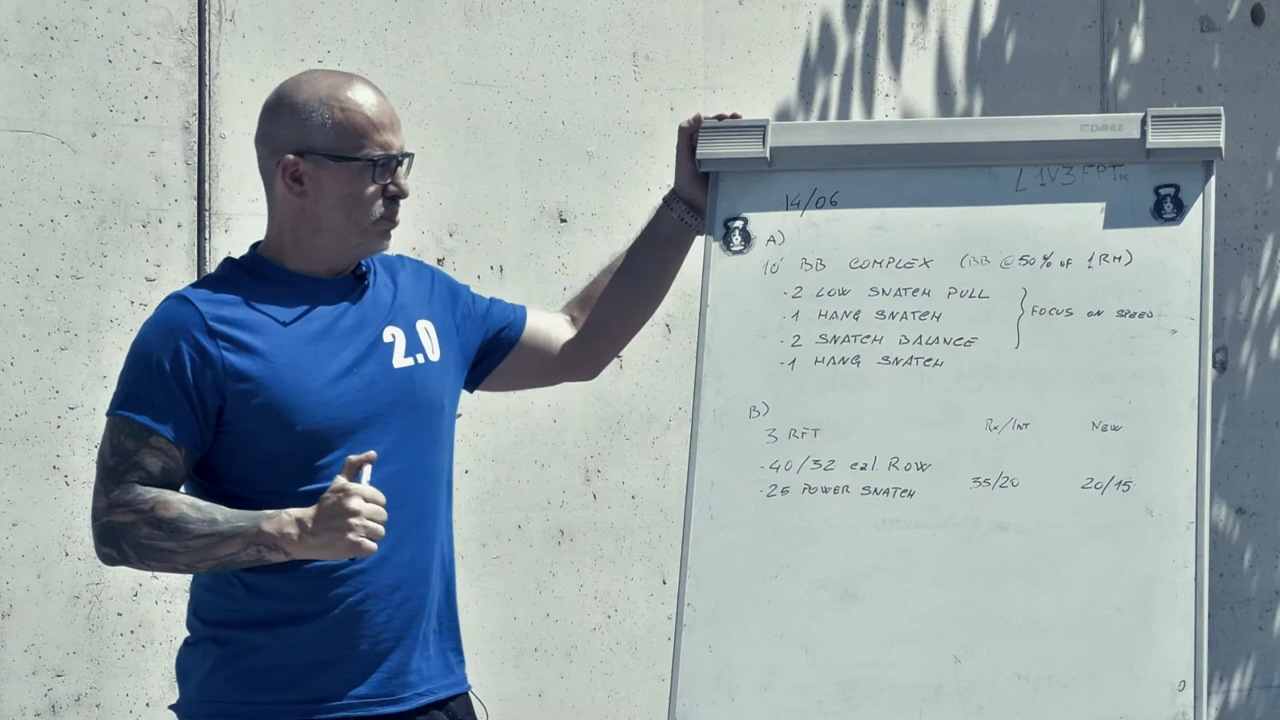 2.0
DAHLE
14/06
A)
10' BB COMPLEX (BB @ 50% OF 1RM)
-2 LOW SNATCH PULL
-1 HANG SNATCH
-2 SNATCH BALANCE
-1 HANG SNATCH
FOCUS ON SPEED
B)
3 RFT Rx/INT NEW
-40/32 cal. ROW
-25 POWER SNATCH 35/20 20/15